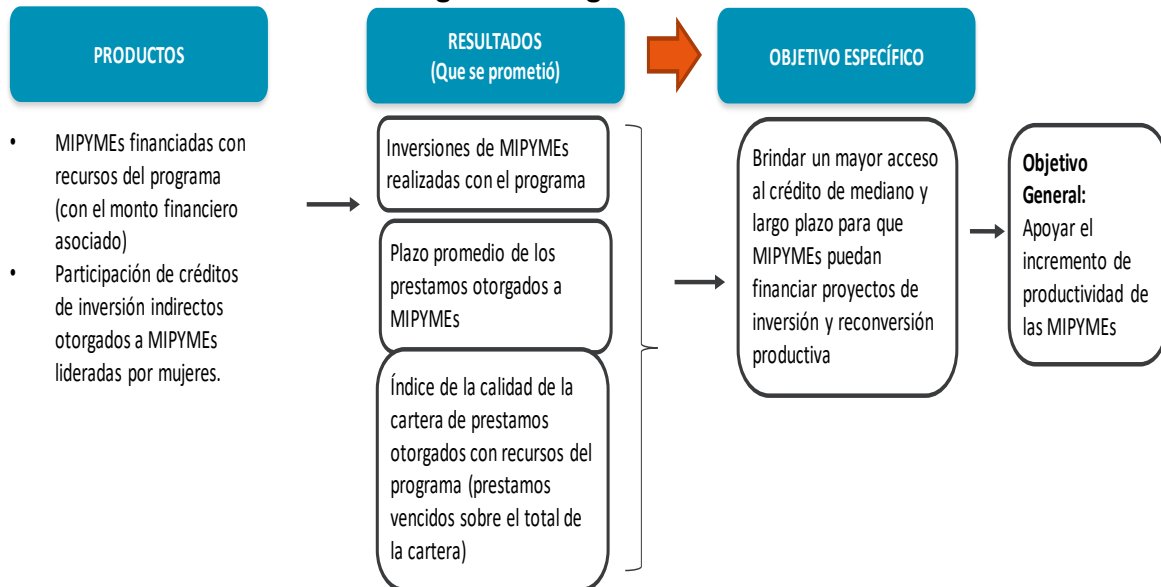 PRODUCTOS
• MIPYMEs financiadas con
recursos del programa
(con el monto financiero
asociado)
• Participación de créditos
de inversión indirectos
otorgados a MIPYMEs
lideradas por mujeres.
RESULTADOS
(Que se prometió)
Inversiones de MIPYMEs
realizadas con el programa
Plazo promedio de los
prestamos otorgados a
MIPYMEs
Índice de la calidad de la
cartera de prestamos
otorgados con recursos del
programa (prestamos
vencidos sobre el total de
la cartera)
OBJETIVO ESPECÍFICO
Brindar un mayor acceso
al crédito de mediano y
largo plazo para que
MIPYMEs puedan
financiar proyectos de
inversión y reconversión
productiva
Objetivo
General:
Apoyar el
incremento de
productividad de
las MIPYMEs